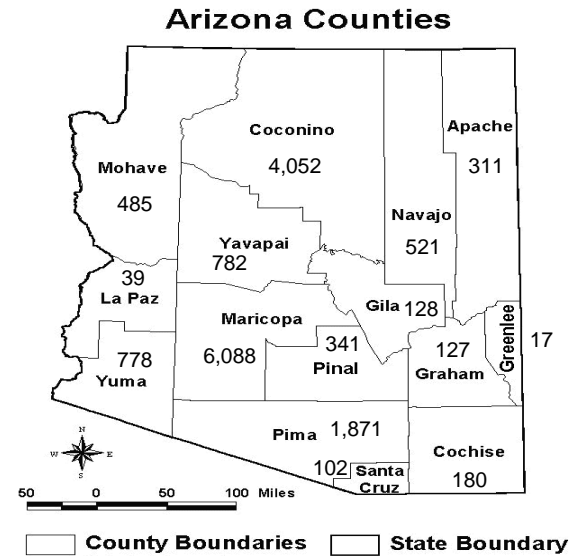 Arizona Counties
Coconino
4,052
Apache
311
Mohave
485
Navajo
521
Yavapai
782
39
La Paz
Gila 128
Maricopa
6,088
341
Pinal
127
Graham
Greenlee
17
778
Yuma
Pima 1,871
Cochise
180
102 Santa
Cruz
N
W E
S
50 0 50 100 Miles
County Boundaries State Boundary